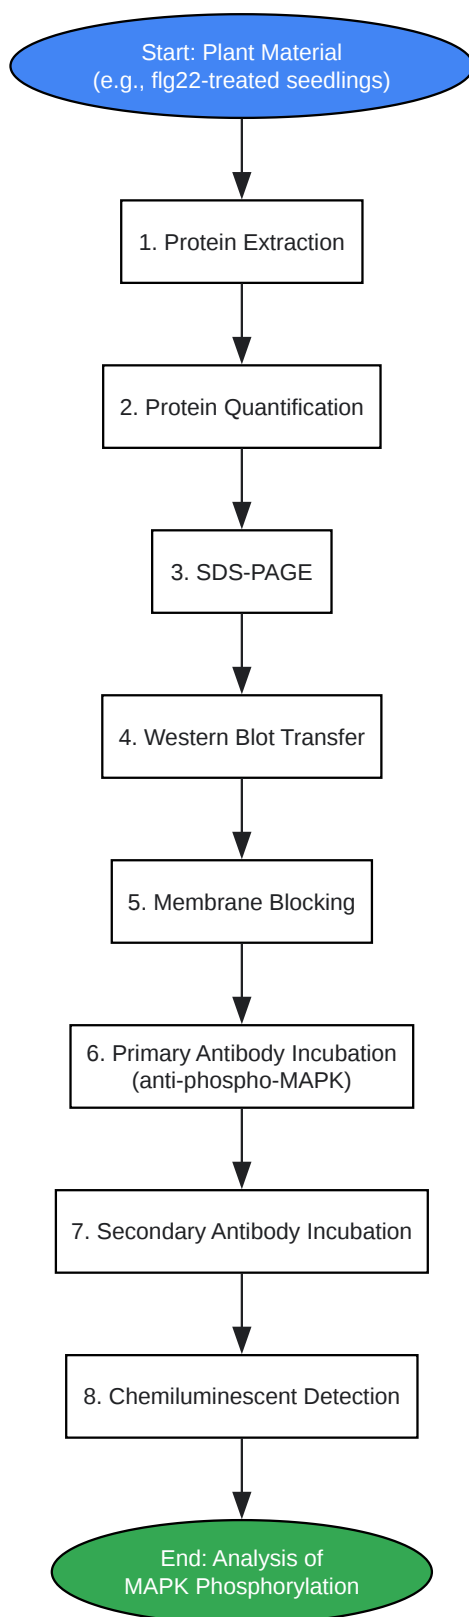 Start: Plant Material
(e.g., flg22-treated seedlings)
1. Protein Extraction
2. Protein Quantification
3. SDS-PAGE
4. Western Blot Transfer
5. Membrane Blocking
6. Primary Antibody Incubation
(anti-phospho-MAPK)
7. Secondary Antibody Incubation
8. Chemiluminescent Detection
End: Analysis of
MAPK Phosphorylation